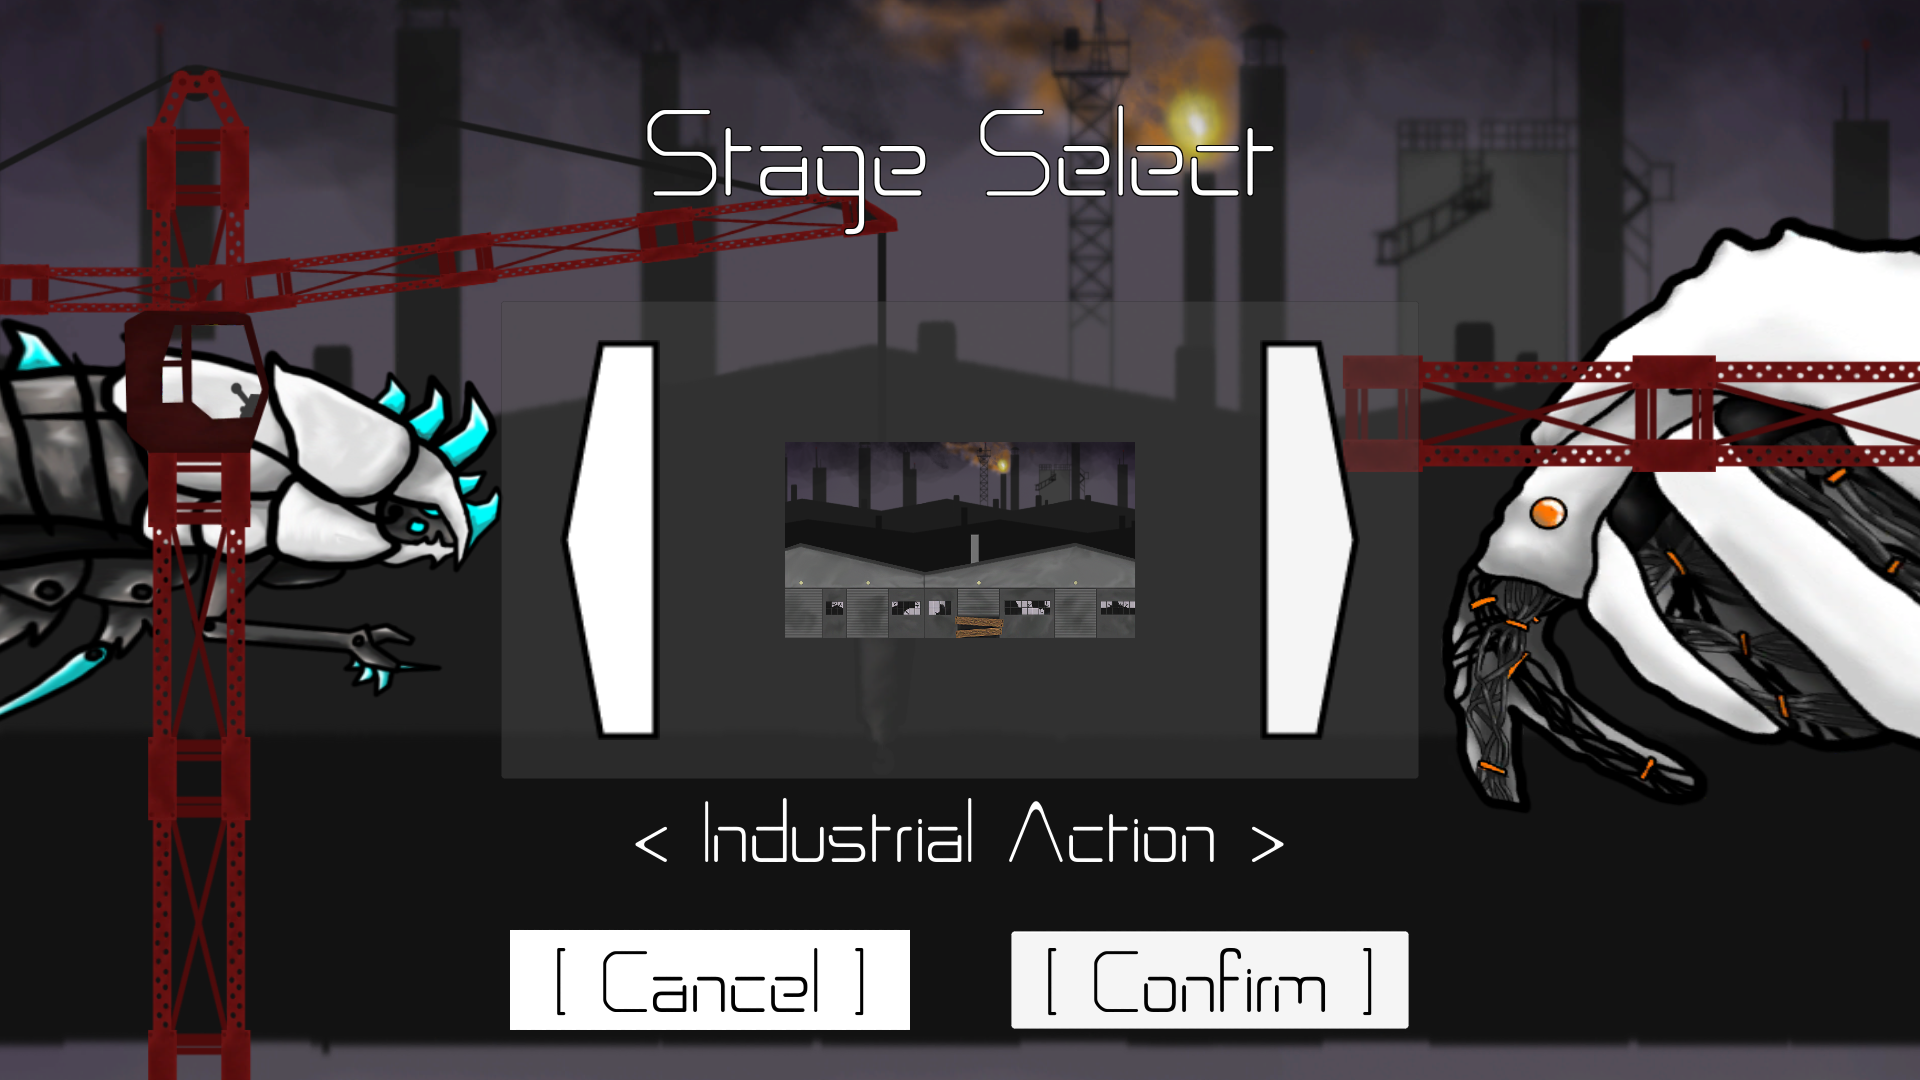 Stage Select
< Industrial Action >
[ Cancel ]
[ Confirm ]